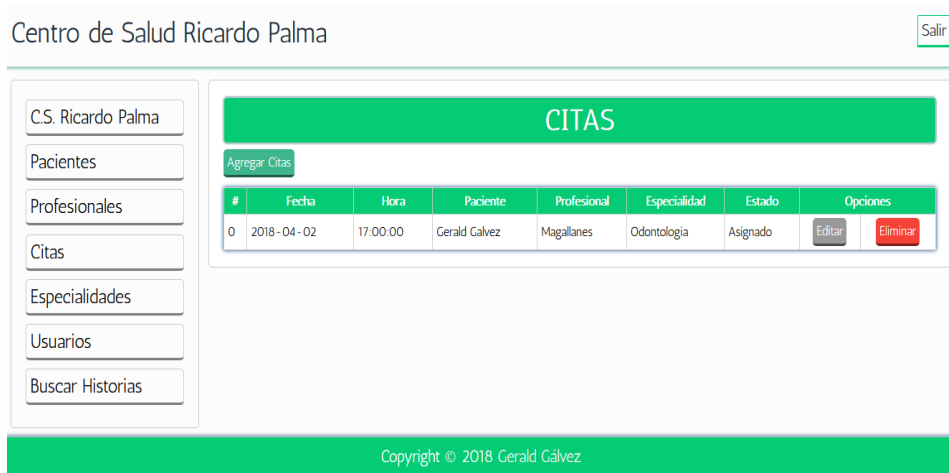 Centro de Salud Ricardo Palma
Salir
C.S. Ricardo Palma
Pacientes
Profesionales
Citas
Especialidades
Usuarios
Buscar Historias
CITAS
Agregar Citas
# Fecha Hora Paciente Profesional Especialidad Estado Opciones
0 2018-04-02 17:00:00 Gerald Galvez Magallanes Odontologia Asignado Editar Eliminar
Copyright © 2018 Gerald Gálvez